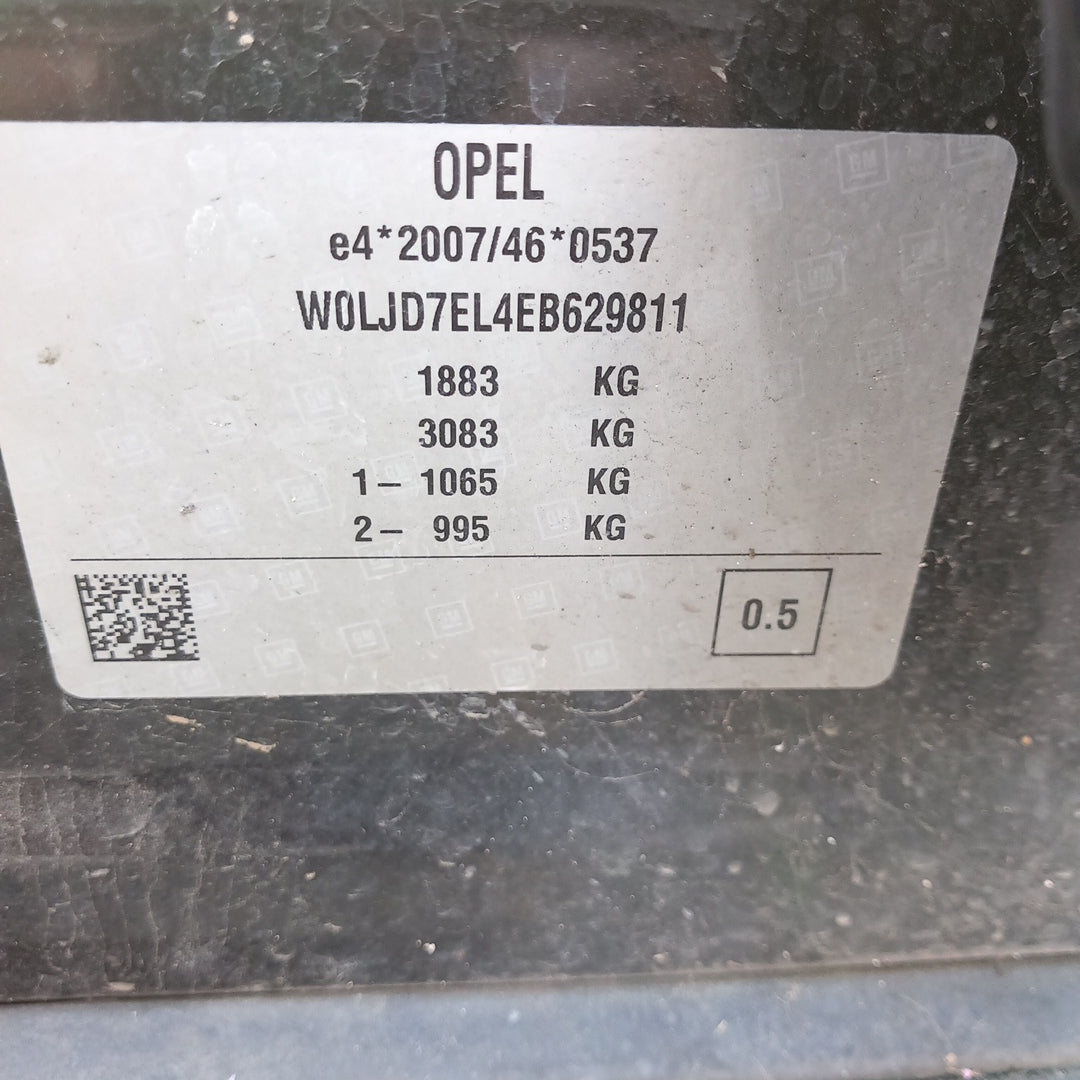 OPEL
e4*2007/46*0537
W0LJD7EL4EB629811
1883 KG
3083 KG
1– 1065 KG
2– 995 KG
0.5